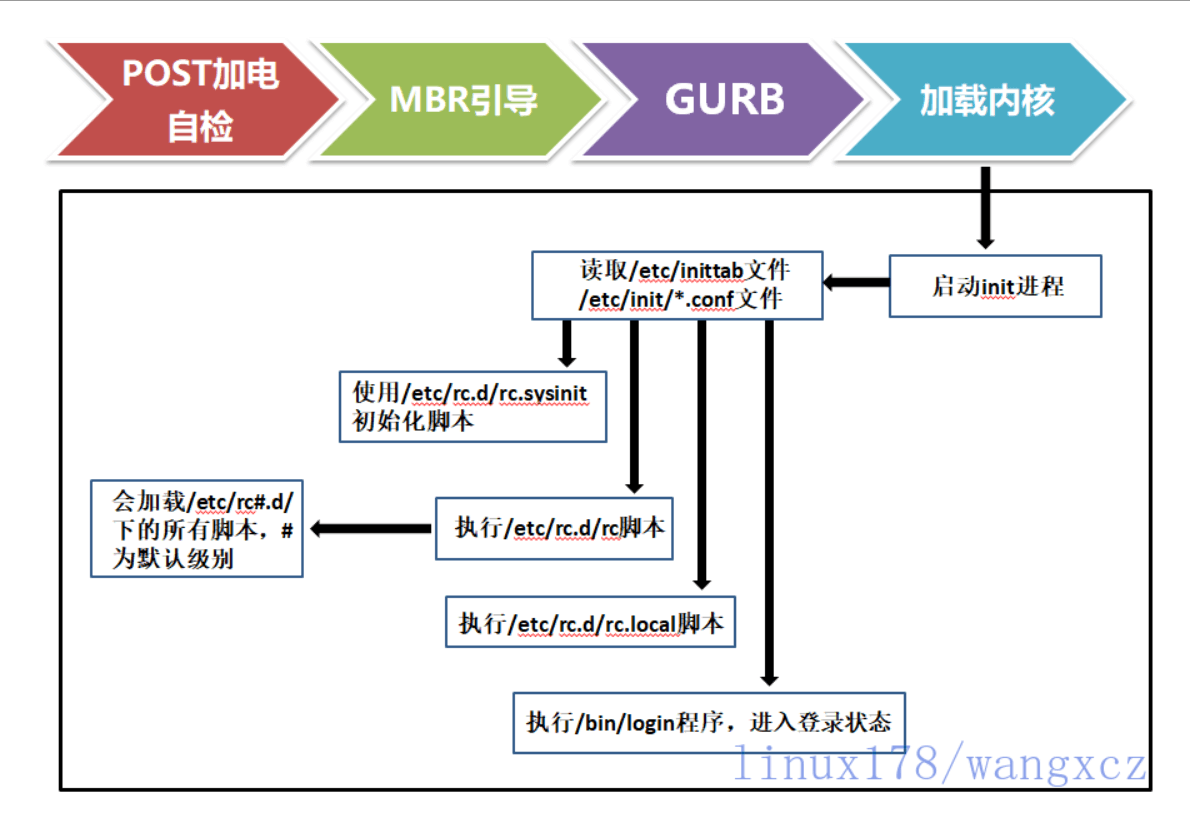 POST加电
自检
MBR引导
GURB
加载内核
启动init进程
读取/etc/inittab文件
/etc/init/*.conf文件
使用/etc/rc.d/rc.sysinit
初始化脚本
执行/etc/rc.d/rc脚本
会加载/etc/rc#.d/
下的所有脚本，#
为默认级别
执行/etc/rc.d/rc.local脚本
执行/bin/login程序，进入登录状态
linux178/wangxcz